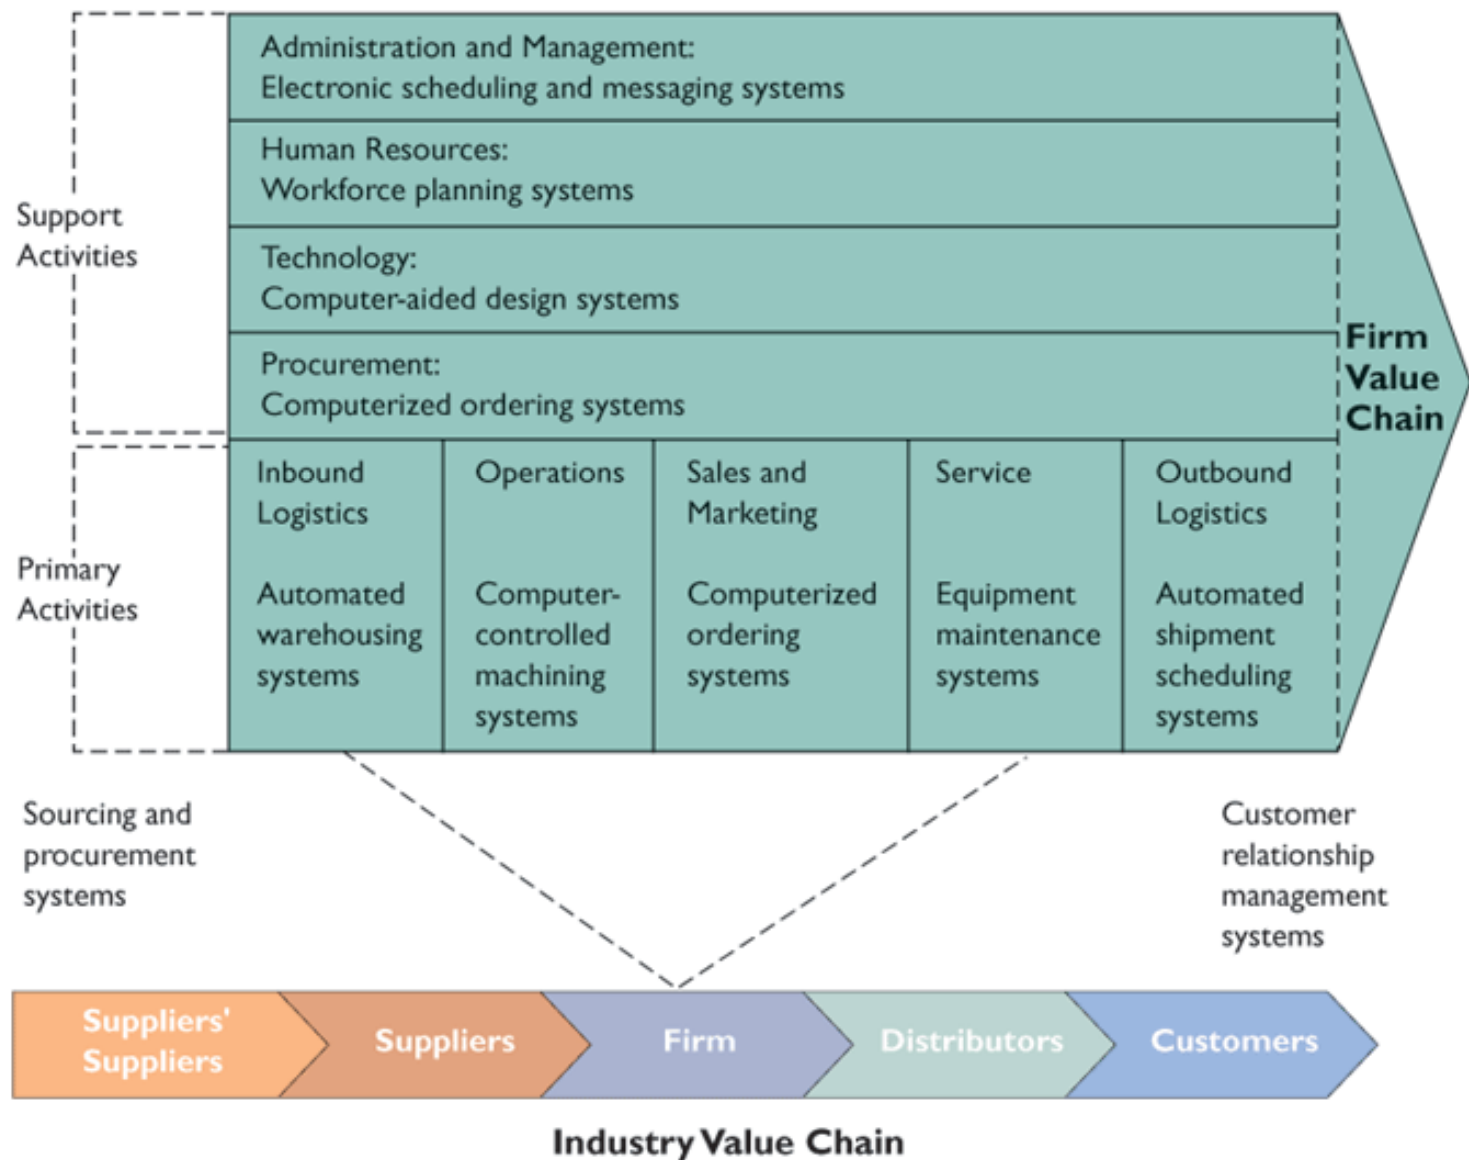 Administration and Management:
Electronic scheduling and messaging systems
Human Resources:
Workforce planning systems
Support
Activities
Technology:
Computer-aided design systems
Procurement:
Computerized ordering systems
Firm
Value
Chain
Primary
Activities
Inbound
Logistics
Automated
warehousing
systems
Operations
Computer-
controlled
machining
systems
Sales and
Marketing
Computerized
ordering
systems
Service
Equipment
maintenance
systems
Outbound
Logistics
Automated
shipment
scheduling
systems
Sourcing and
procurement
systems
Customer
relationship
management
systems
Suppliers'
Suppliers
Suppliers
Firm
Distributors
Customers
Industry Value Chain